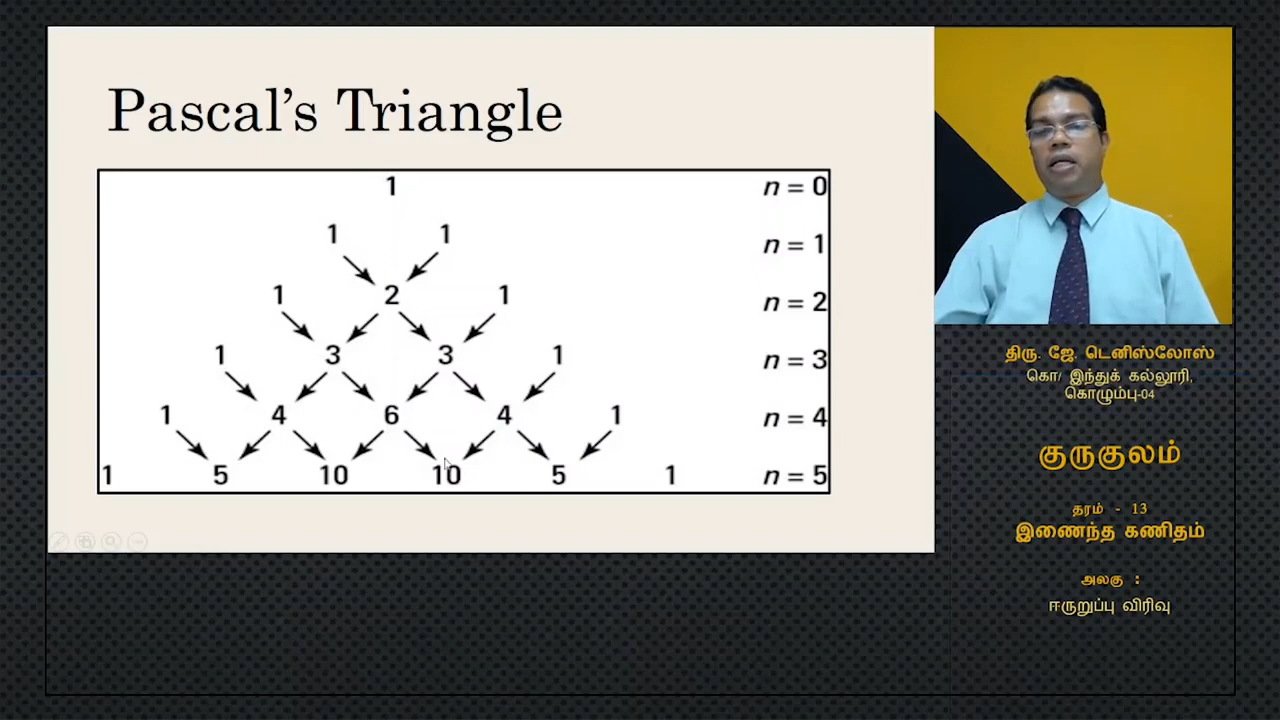 Pascal's Triangle
1 n = 0
1 1 n = 1
1 2 1 n = 2
1 3 3 1 n = 3
1 4 6 4 1 n = 4
1 5 10 10 5 1 n = 5
திரு. ஜே. டெனிஸ்லோஸ்
கொ/ இந்துக் கல்லூரி,
கொழும்பு-04
குருகுலம்
தரம் - 13
இணைந்த கணிதம்
அலகு :
ஈருறுப்பு விரிவு